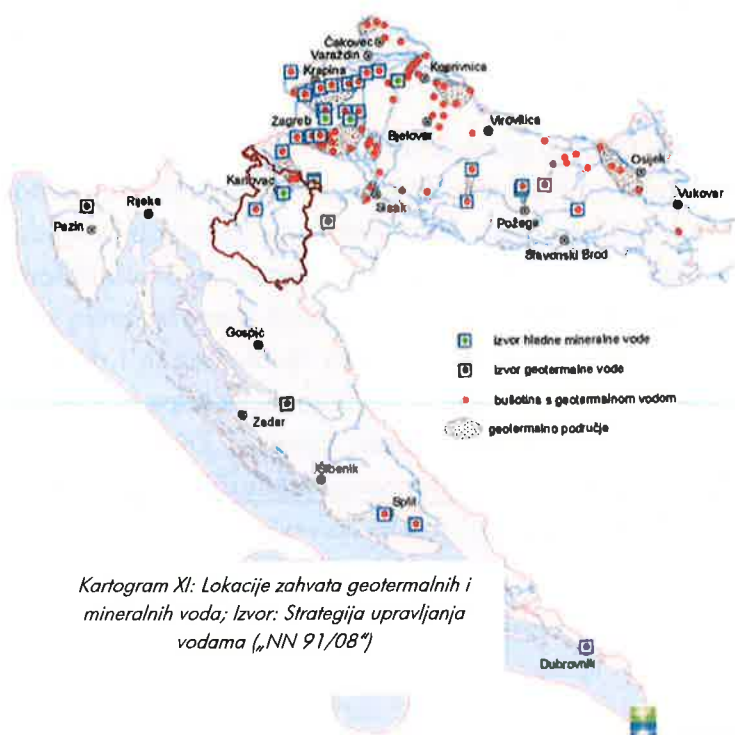 Čakovec
Varaždin
Krapina
Koprivnica
Zagreb
Bjelovar
Virovitica
Osijek
Karlovac
Sisak
Vukovar
Rijeka
Požega
Pazin
Slavonski Brod
Gospić
izvor hladne mineralne vode
izvor geotermalne vode
bušotina s geotermalnom vodom
Zadar
geotermalno područje
Šibenik
Split
Kartogram XI: Lokacije zahvata geotermalnih i
mineralnih voda; Izvor: Strategija upravljanja
vodama („NN 91/08“)
Dubrovnik